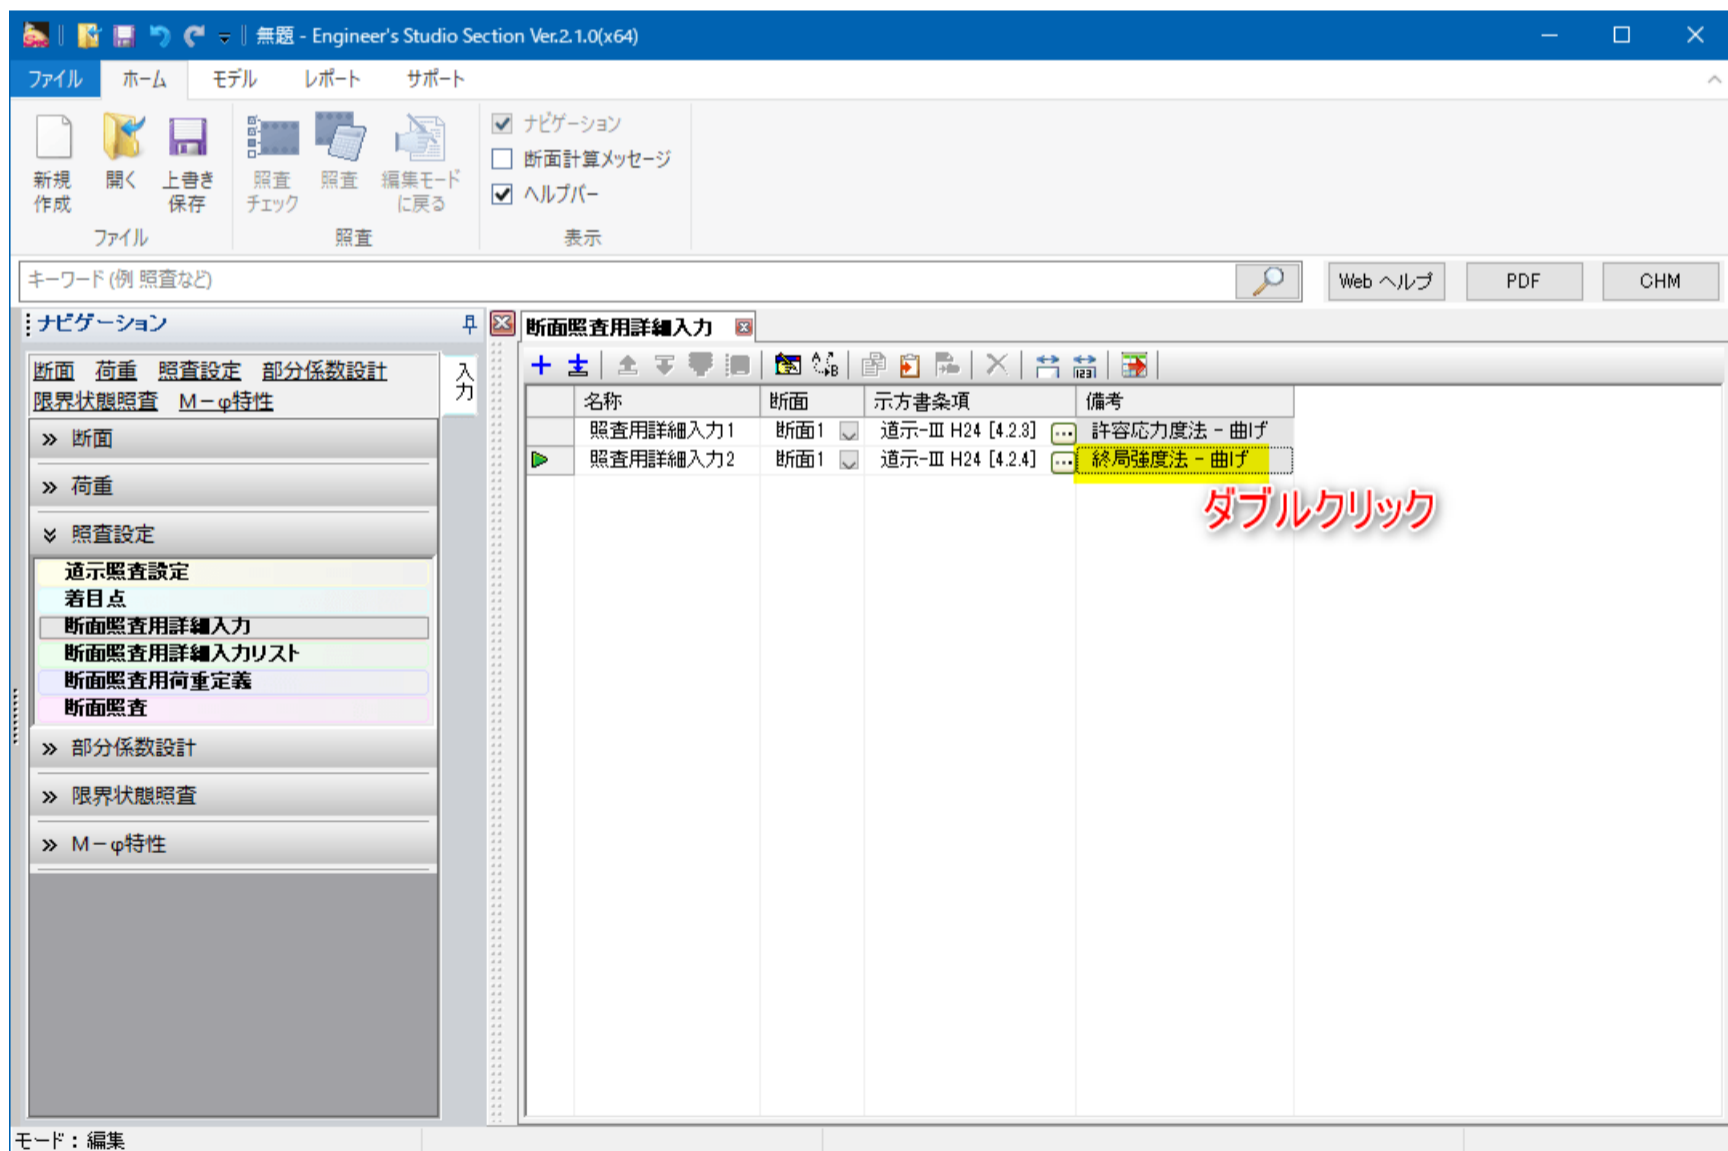 無題 - Engineer's Studio Section Ver.2.1.0(x64)
ファイル ホーム モデル レポート サポート
新規作成
開く
上書き保存
照査チェック
照査
編集モードに戻る
ナビゲーション
断面計算メッセージ
ヘルプバー
ファイル 照査 表示
キーワード (例 照査など)
Web ヘルプ PDF CHM
ナビゲーション
断面 荷重 照査設定 部分係数設計
限界状態照査 M－φ特性
入力
断面
荷重
照査設定
道示照査設定
着目点
断面照査用詳細入力
断面照査用詳細入力リスト
断面照査用荷重定義
断面照査
部分係数設計
限界状態照査
M－φ特性
断面照査用詳細入力
名称 断面 示方書条項 備考
照査用詳細入力1 断面1 道示-Ⅲ H24 [4.2.3] ... 許容応力度法 - 曲げ
照査用詳細入力2 断面1 道示-Ⅲ H24 [4.2.4] ... 終局強度法 - 曲げ
ダブルクリック
モード：編集